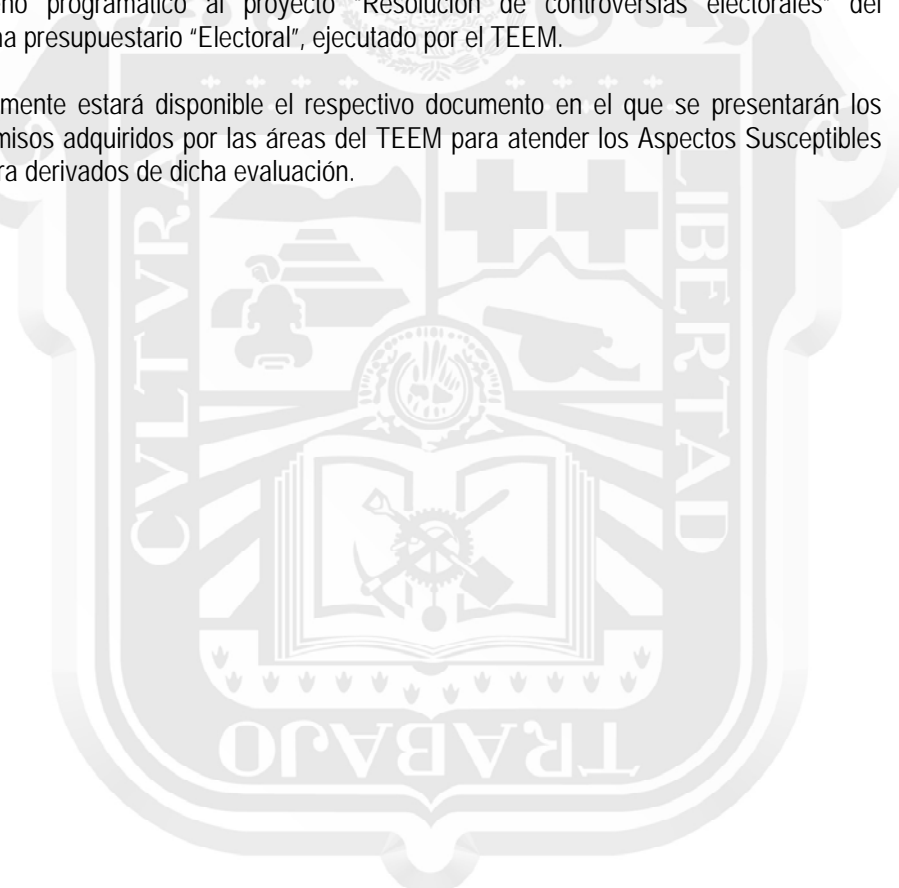 programático al proyecto “Resolución de controversias electorales” del
presupuestario “Electoral”, ejecutado por el TEEM.
estará disponible el respectivo documento en el que se presentarán los
adquiridos por las áreas del TEEM para atender los Aspectos Susceptibles
derivados de dicha evaluación.
CVLTVRA
LIBERTAD
TRABAJO